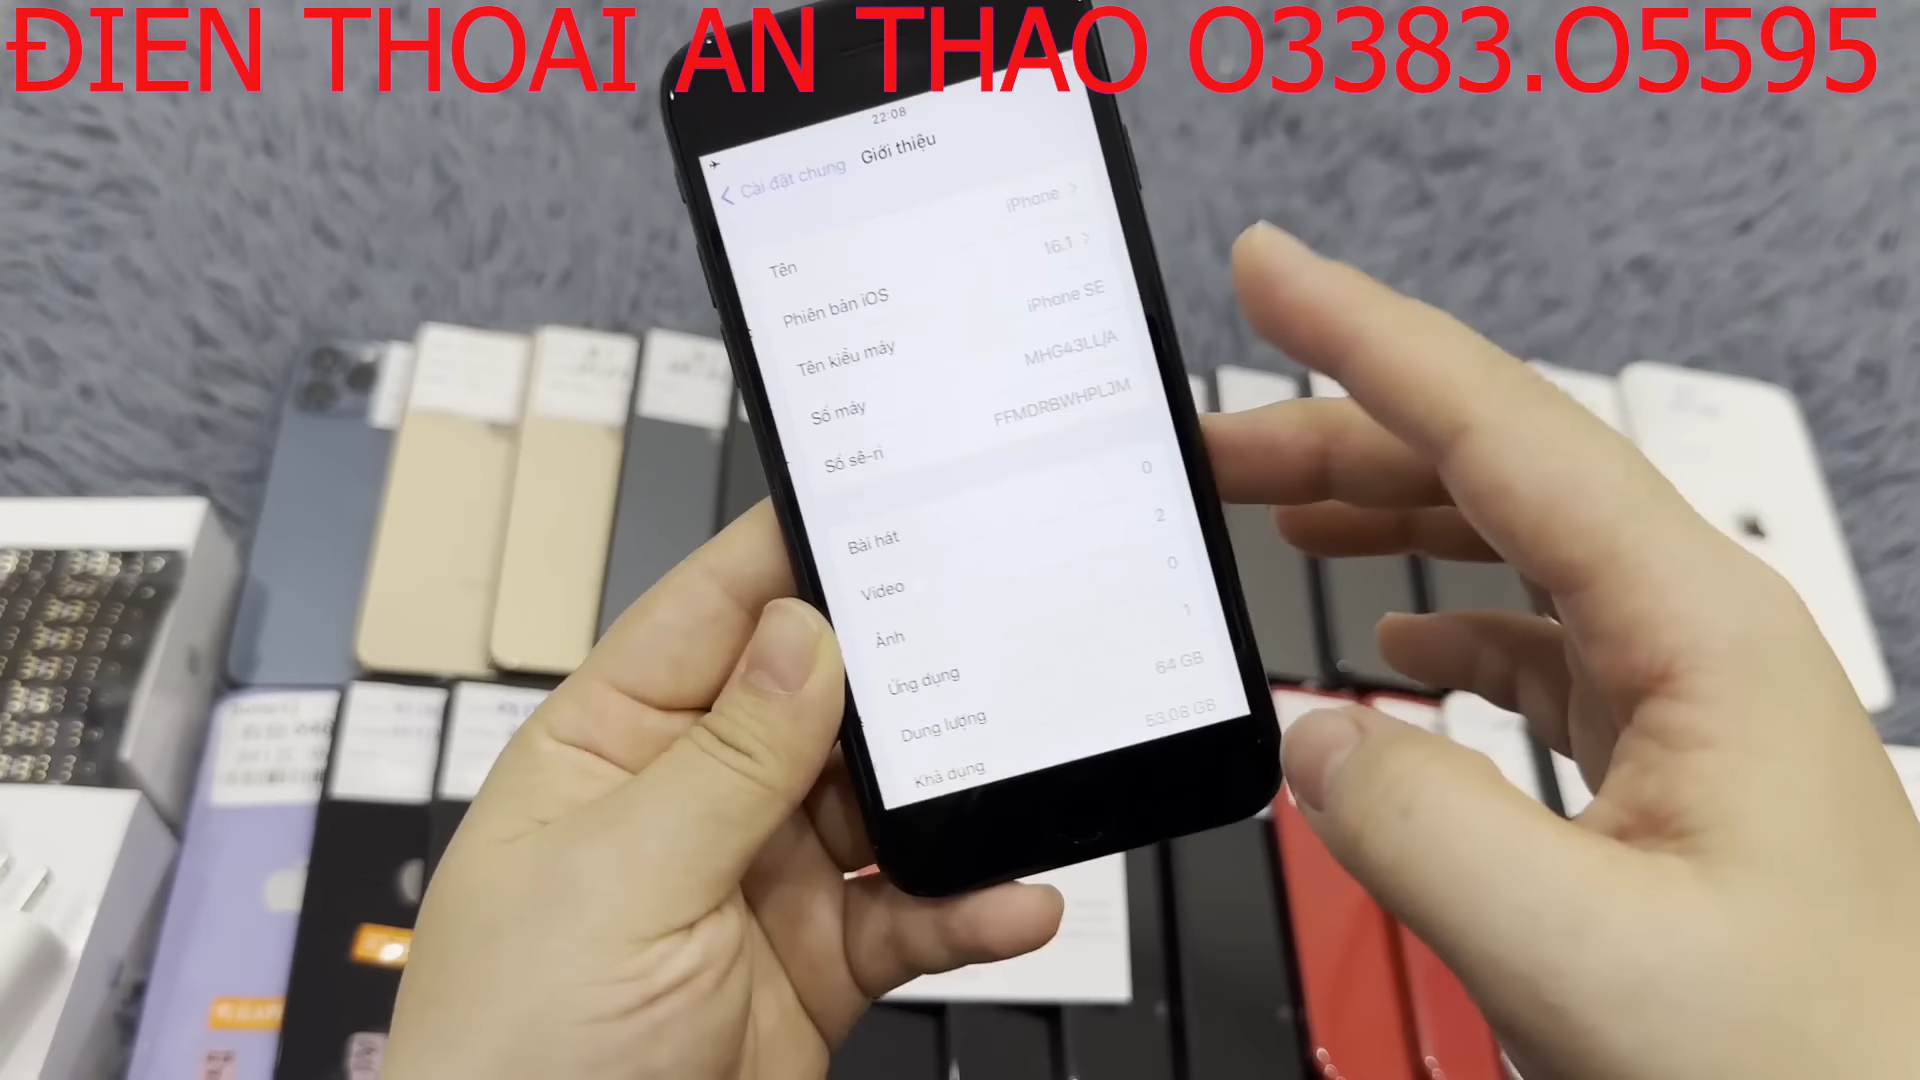 ĐIEN THOAI AN THAO O3383.O5595
22:08
Cài đặt chung Giới thiệu
Tên iPhone
Phiên bản iOS 16.1
Tên kiểu máy iPhone SE
Số máy MHG43LL/A
Số sê-ri FFMDRBWHPLJM
Bài hát 0
Video 2
Ảnh 0
Ứng dụng 1
Dung lượng 64 GB
Khả dụng 53.08 GB